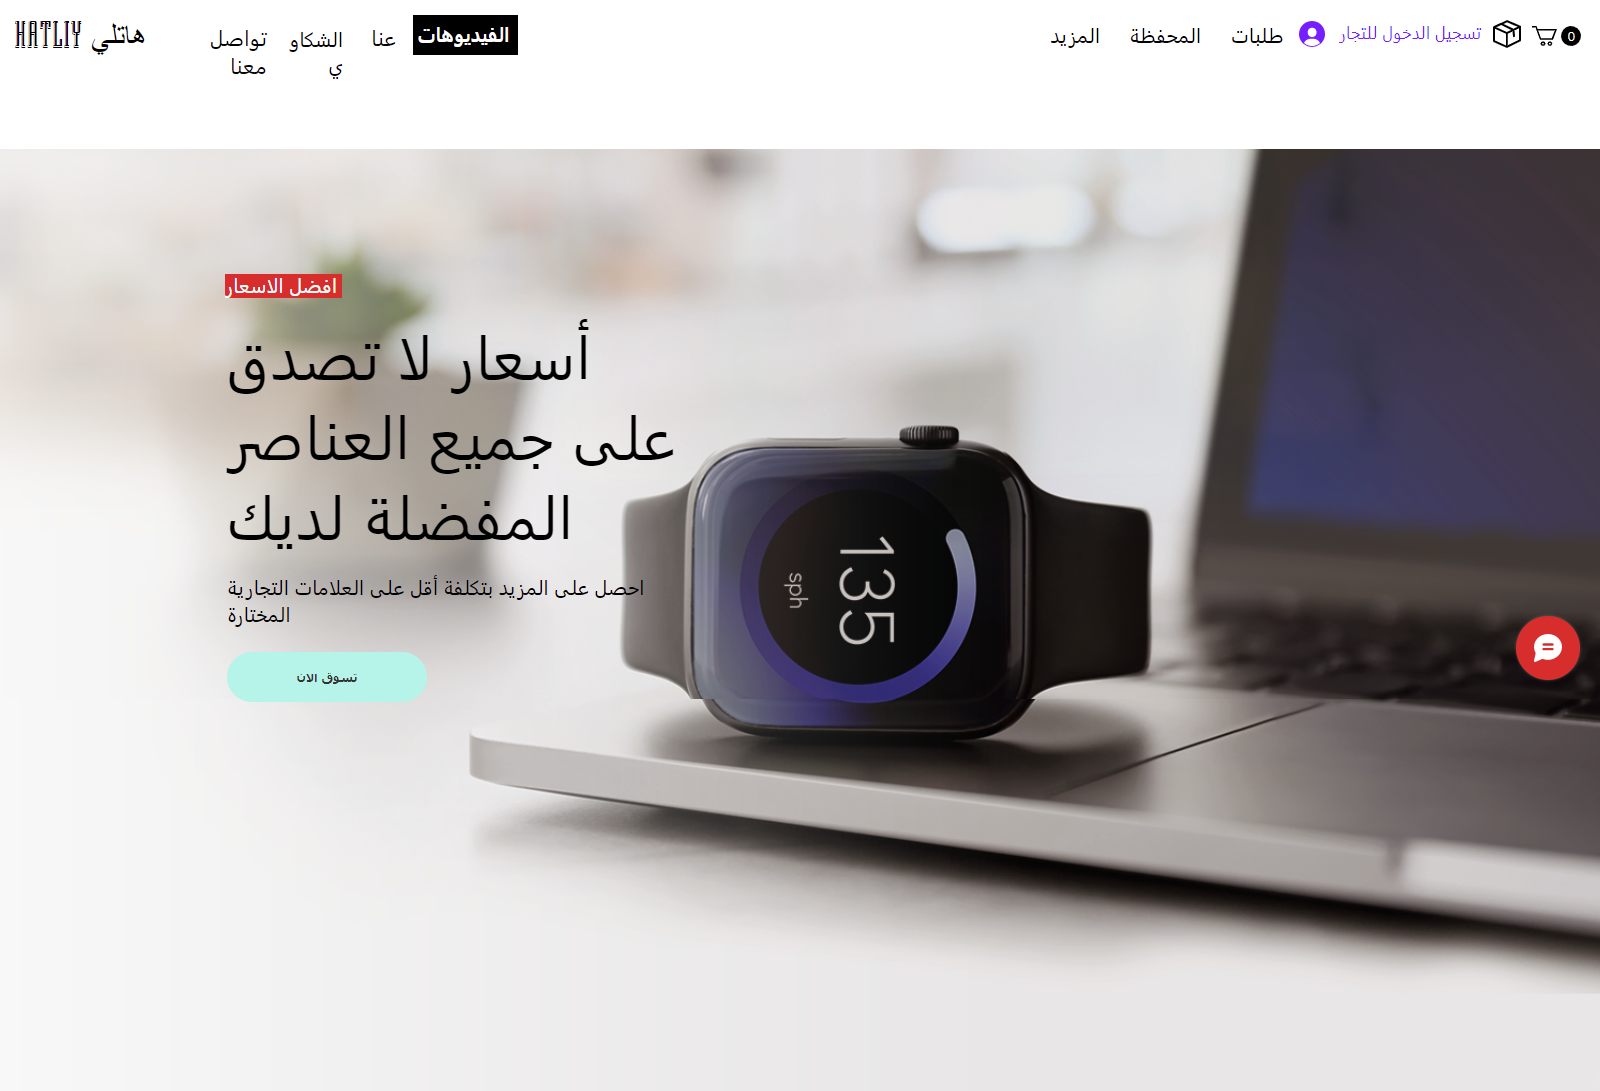 HATLIY هاتلي
تواصل معنا
الشكاوي
عنا
الفيديوهات
المزيد
المحفظة
طلبات
تسجيل الدخول للتجار
0
افضل الاسعار
أسعار لا تصدق
على جميع العناصر
المفضلة لديك
احصل على المزيد بتكلفة أقل على العلامات التجارية
المختارة
تسوق الان
135
sph